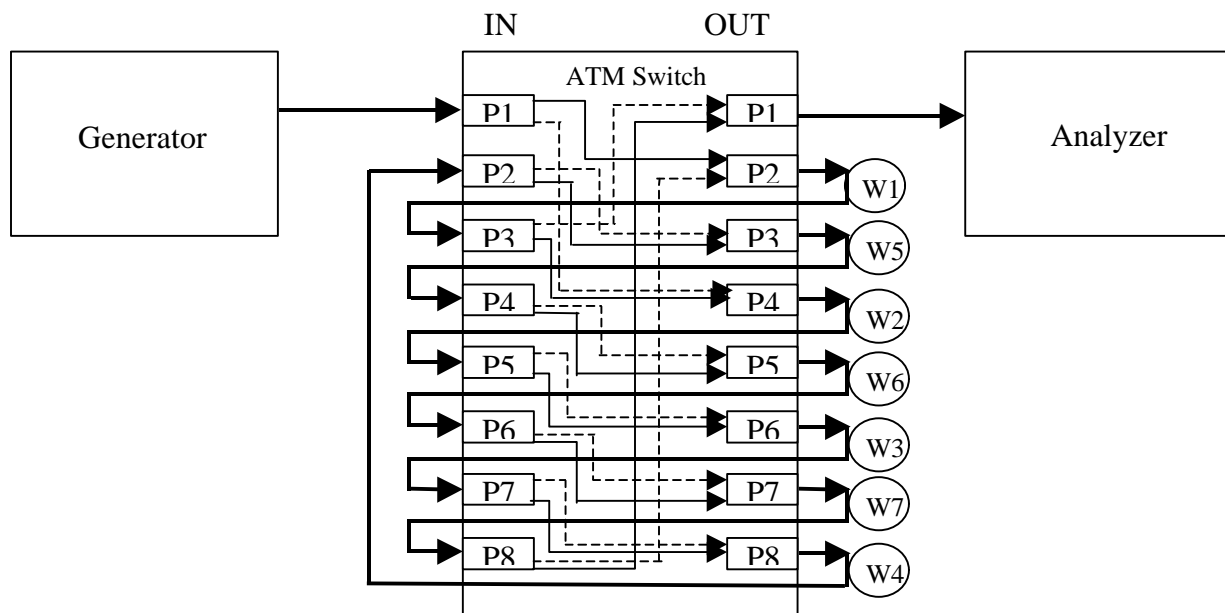 IN OUT
ATM Switch
Generator
Analyzer
P1 P1
P2 P2
W1
P3 P3
W5
P4 P4
W2
P5 P5
W6
P6 P6
W3
P7 P7
W7
P8 P8
W4